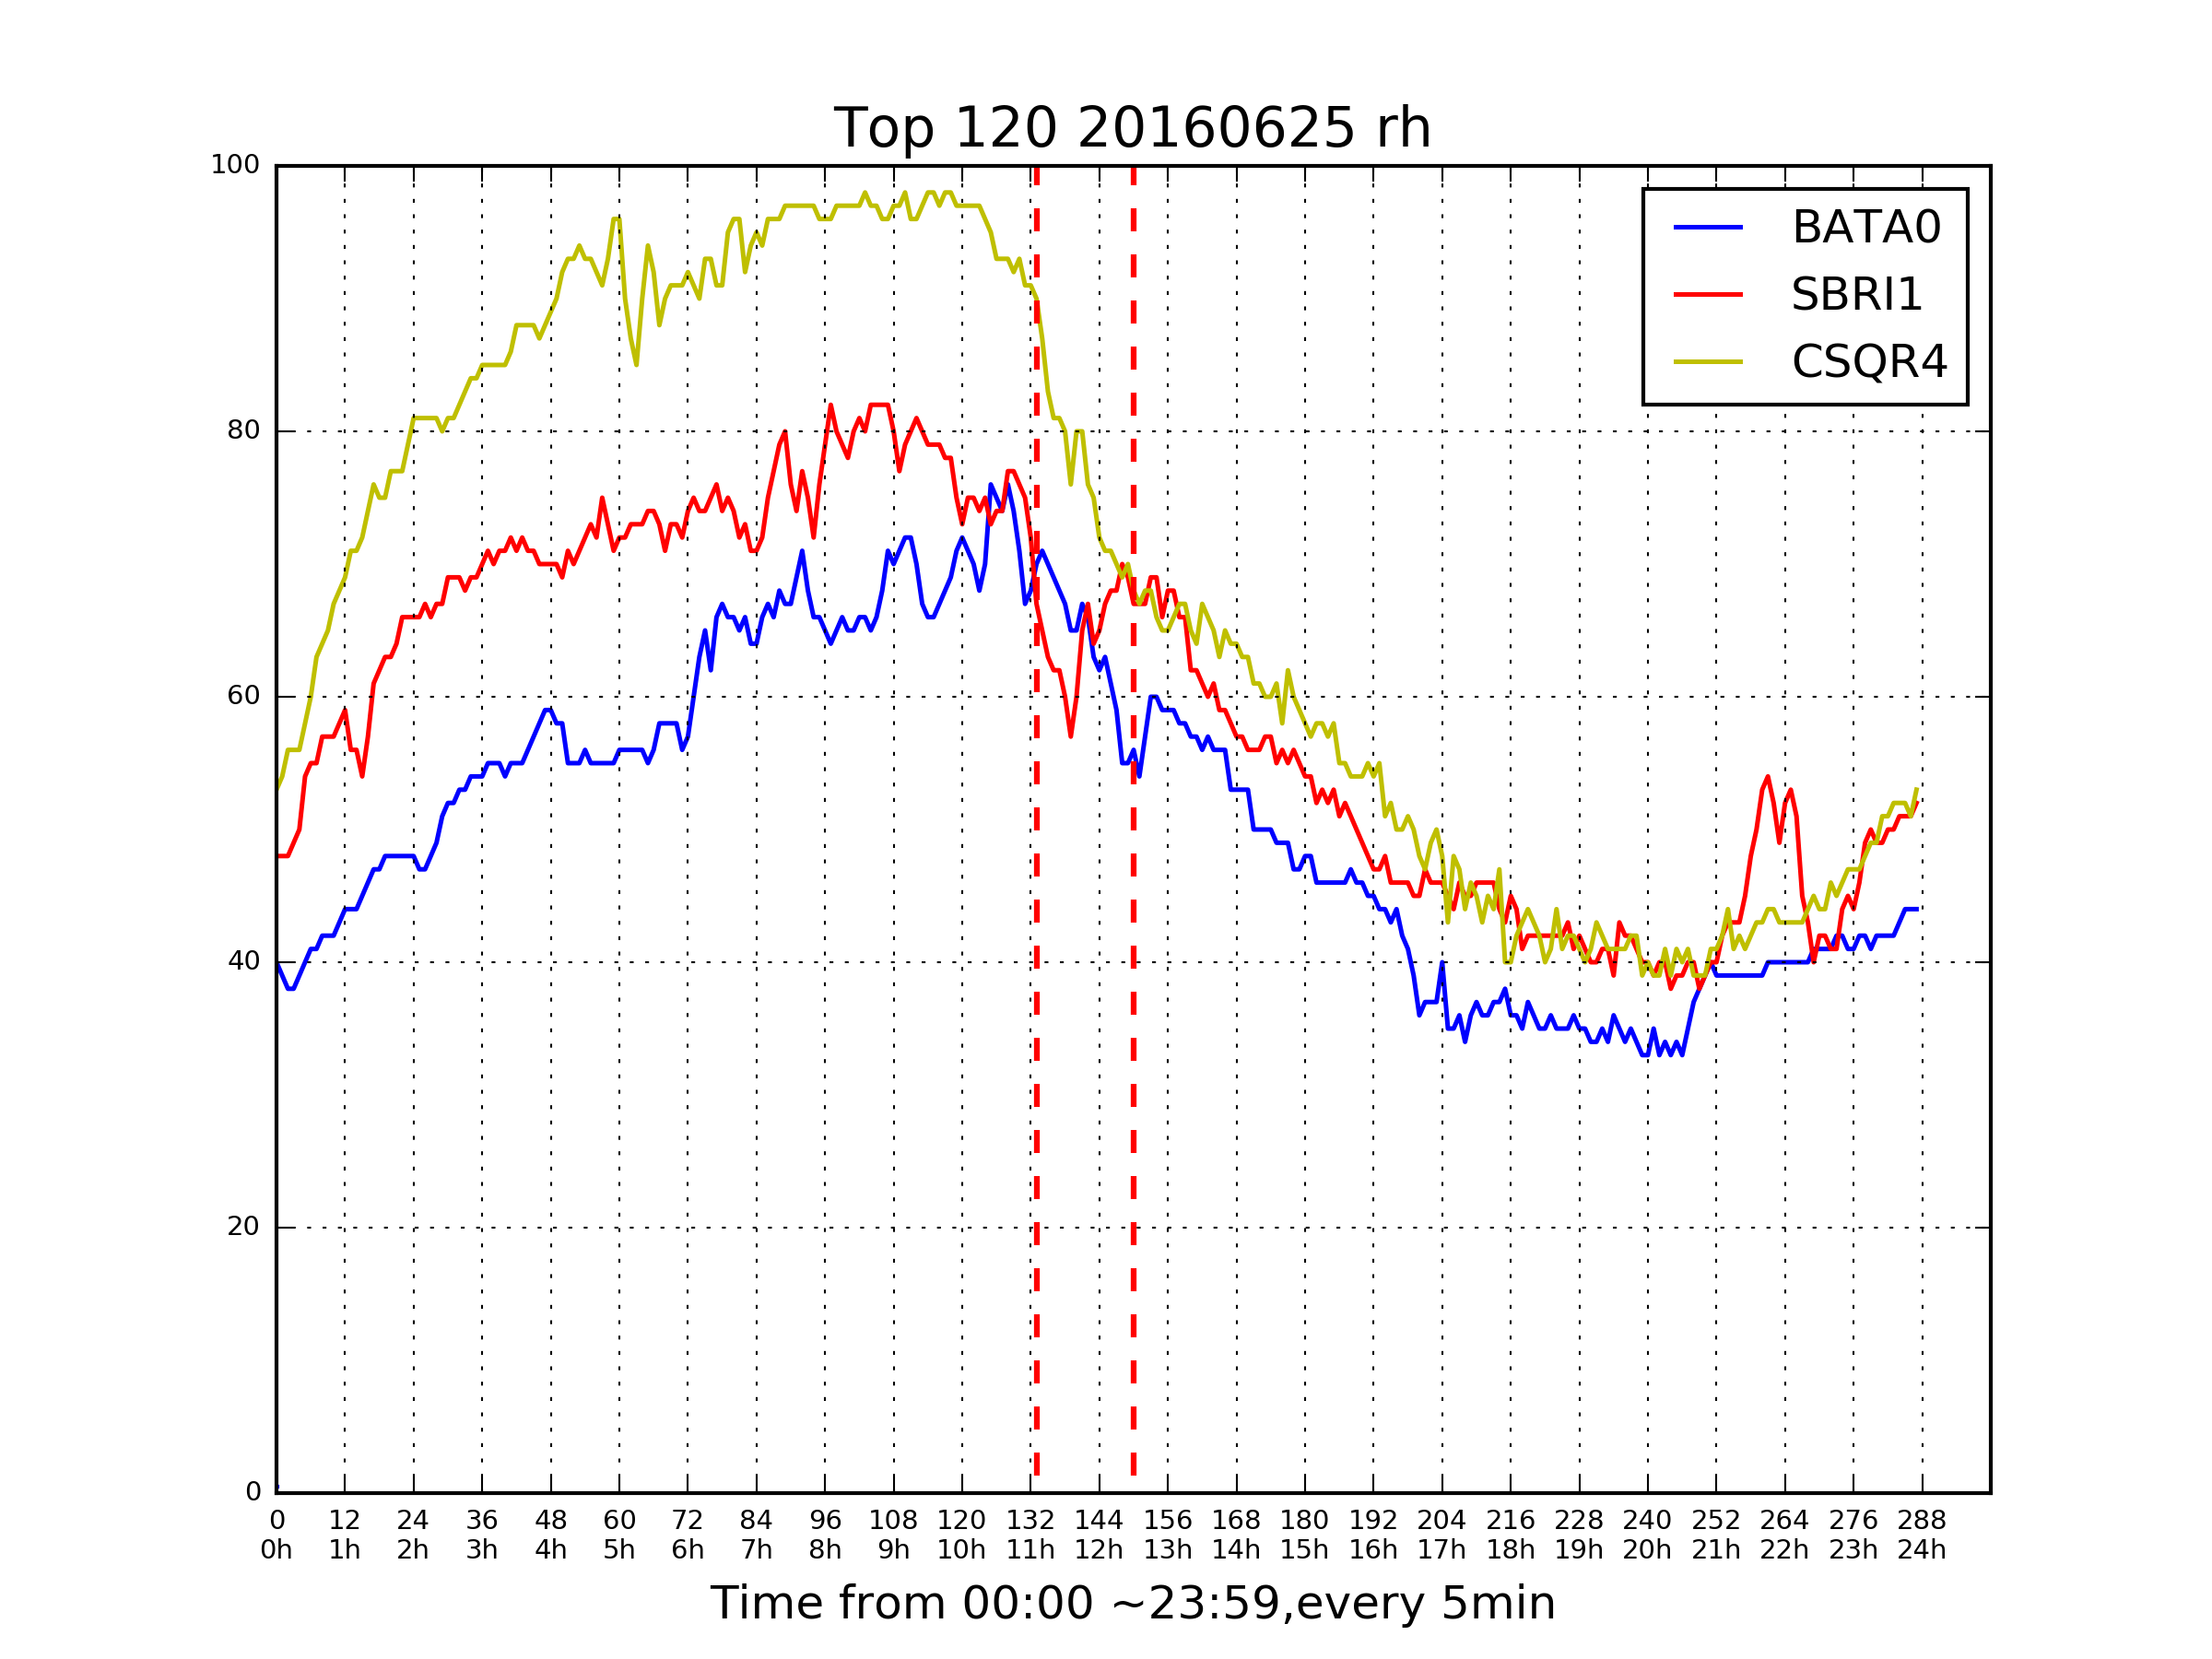 Top 120 20160625 rh
100
80
60
40
20
0
BATA0
SBRI1
CSQR4
0 12 24 36 48 60 72 84 96 108 120 132 144 156 168 180 192 204 216 228 240 252 264 276 288
0h 1h 2h 3h 4h 5h 6h 7h 8h 9h 10h 11h 12h 13h 14h 15h 16h 17h 18h 19h 20h 21h 22h 23h 24h
Time from 00:00 ~23:59,every 5min